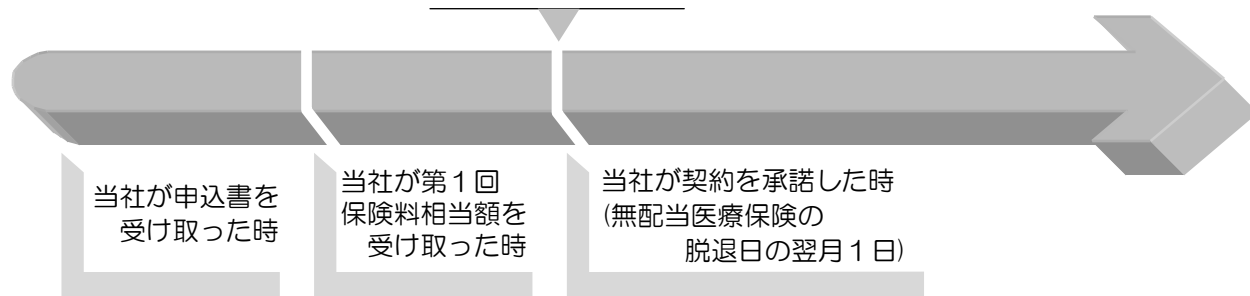 当社が申込書を
受け取った時
当社が第１回
保険料相当額を
受け取った時
当社が契約を承諾した時
(無配当医療保険の
脱退日の翌月１日)